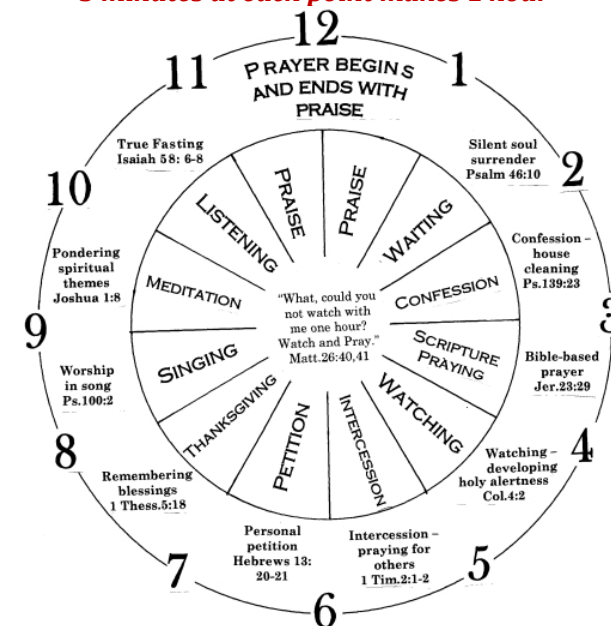 5 minutes at each point makes 1 hour
12
PRAYER BEGINS
AND ENDS WITH
PRAISE
1
Silent soul
surrender
Psalm 46:10
2
Confession –
house
cleaning
Ps.139:23
3
Bible-based
prayer
Jer.23:29
4
Watching –
developing
holy alertness
Col.4:2
5
Intercession –
praying for
others
1 Tim.2:1-2
6
Personal
petition
Hebrews 13:
20-21
7
Remembering
blessings
1 Thess.5:18
8
Worship
in song
Ps.100:2
9
Pondering
spiritual
themes
Joshua 1:8
10
True Fasting
Isaiah 58: 6-8
11
PRAISE
WAITING
CONFESSION
SCRIPTURE
PRAYING
WATCHING
INTERCESSION
PETITION
THANKSGIVING
SINGING
MEDITATION
LISTENING
PRAISE
"What, could you
not watch with
me one hour?
Watch and Pray."
Matt.26:40,41